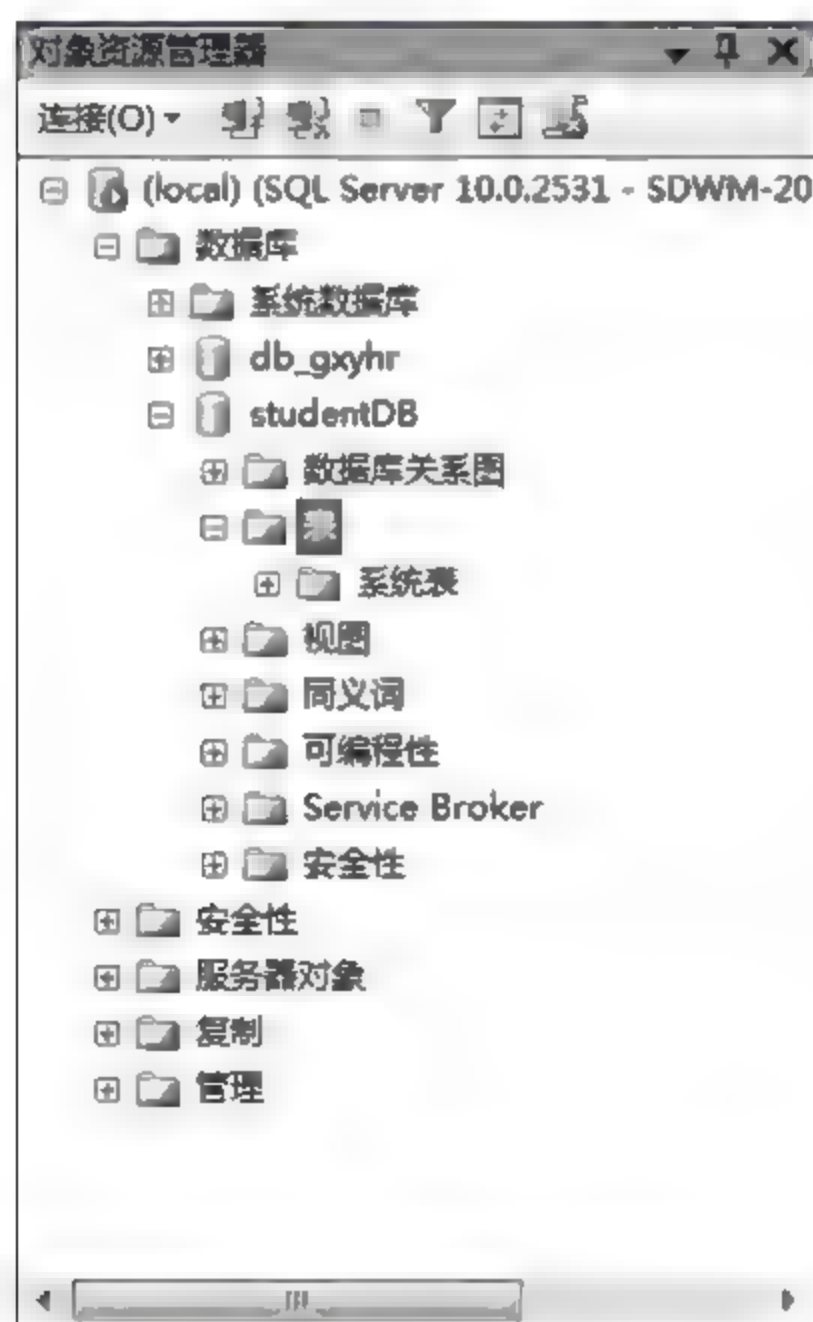 对象资源管理器
连接(O)
(local) (SQL Server 10.0.2531 - SDWM-20
数据库
系统数据库
db_gxyhr
studentDB
数据库关系图
表
系统表
视图
同义词
可编程性
Service Broker
安全性
安全性
服务器对象
复制
管理